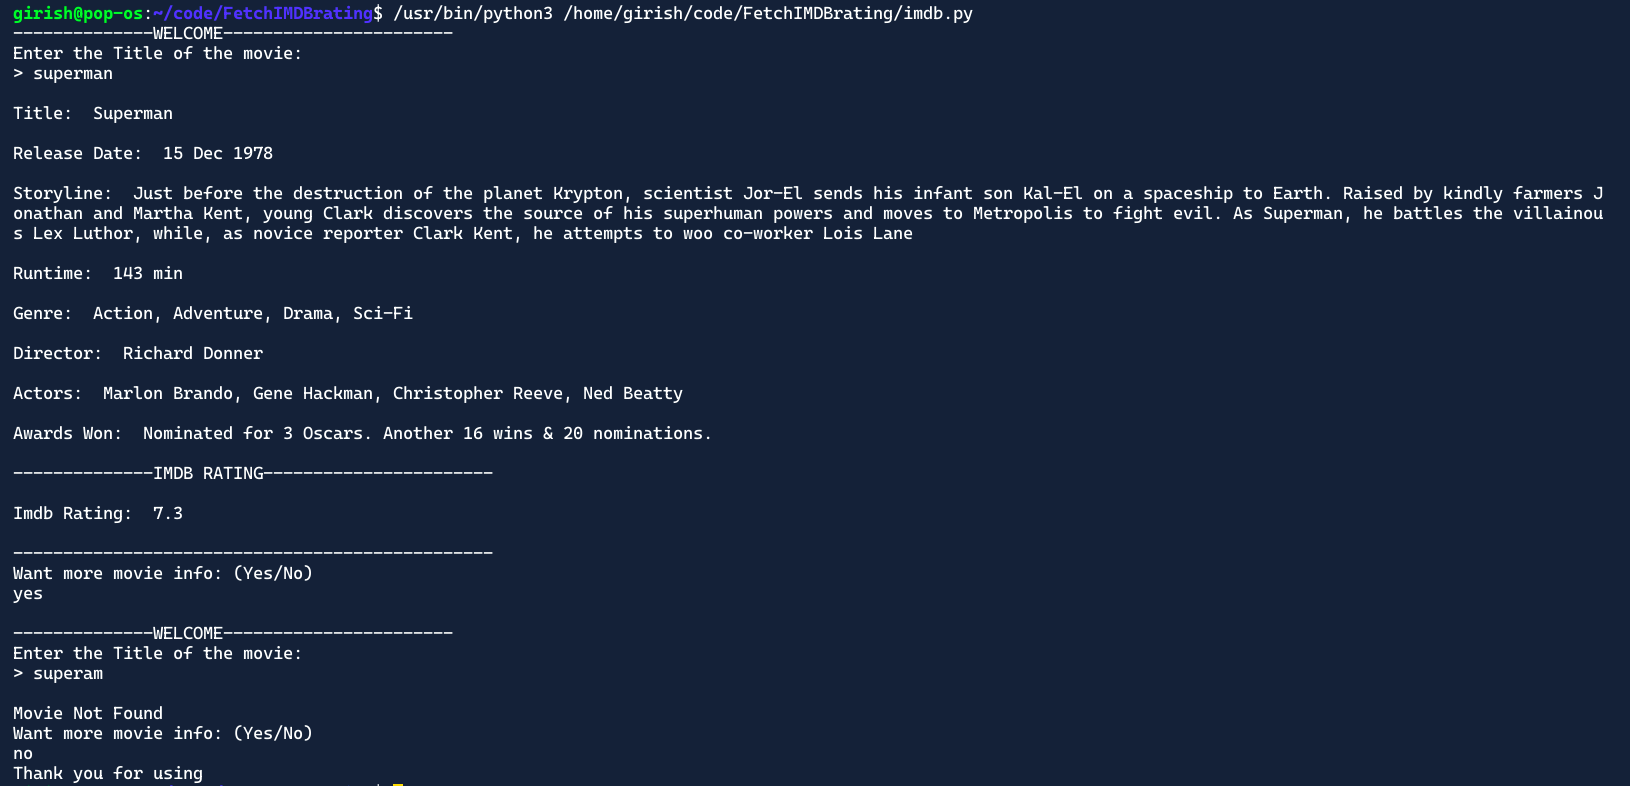 girish@pop-os:~/code/FetchIMDBrating$ /usr/bin/python3 /home/girish/code/FetchIMDBrating/imdb.py
--------------WELCOME-----------------------
Enter the Title of the movie:
> superman
Title:  Superman
Release Date:  15 Dec 1978
Storyline:  Just before the destruction of the planet Krypton, scientist Jor-El sends his infant son Kal-El on a spaceship to Earth. Raised by kindly farmers J
onathan and Martha Kent, young Clark discovers the source of his superhuman powers and moves to Metropolis to fight evil. As Superman, he battles the villainou
s Lex Luthor, while, as novice reporter Clark Kent, he attempts to woo co-worker Lois Lane
Runtime:  143 min
Genre:  Action, Adventure, Drama, Sci-Fi
Director:  Richard Donner
Actors:  Marlon Brando, Gene Hackman, Christopher Reeve, Ned Beatty
Awards Won:  Nominated for 3 Oscars. Another 16 wins & 20 nominations.
--------------IMDB RATING-----------------------
Imdb Rating:  7.3
------------------------------------------------
Want more movie info: (Yes/No)
yes
--------------WELCOME-----------------------
Enter the Title of the movie:
> superam
Movie Not Found
Want more movie info: (Yes/No)
no
Thank you for using